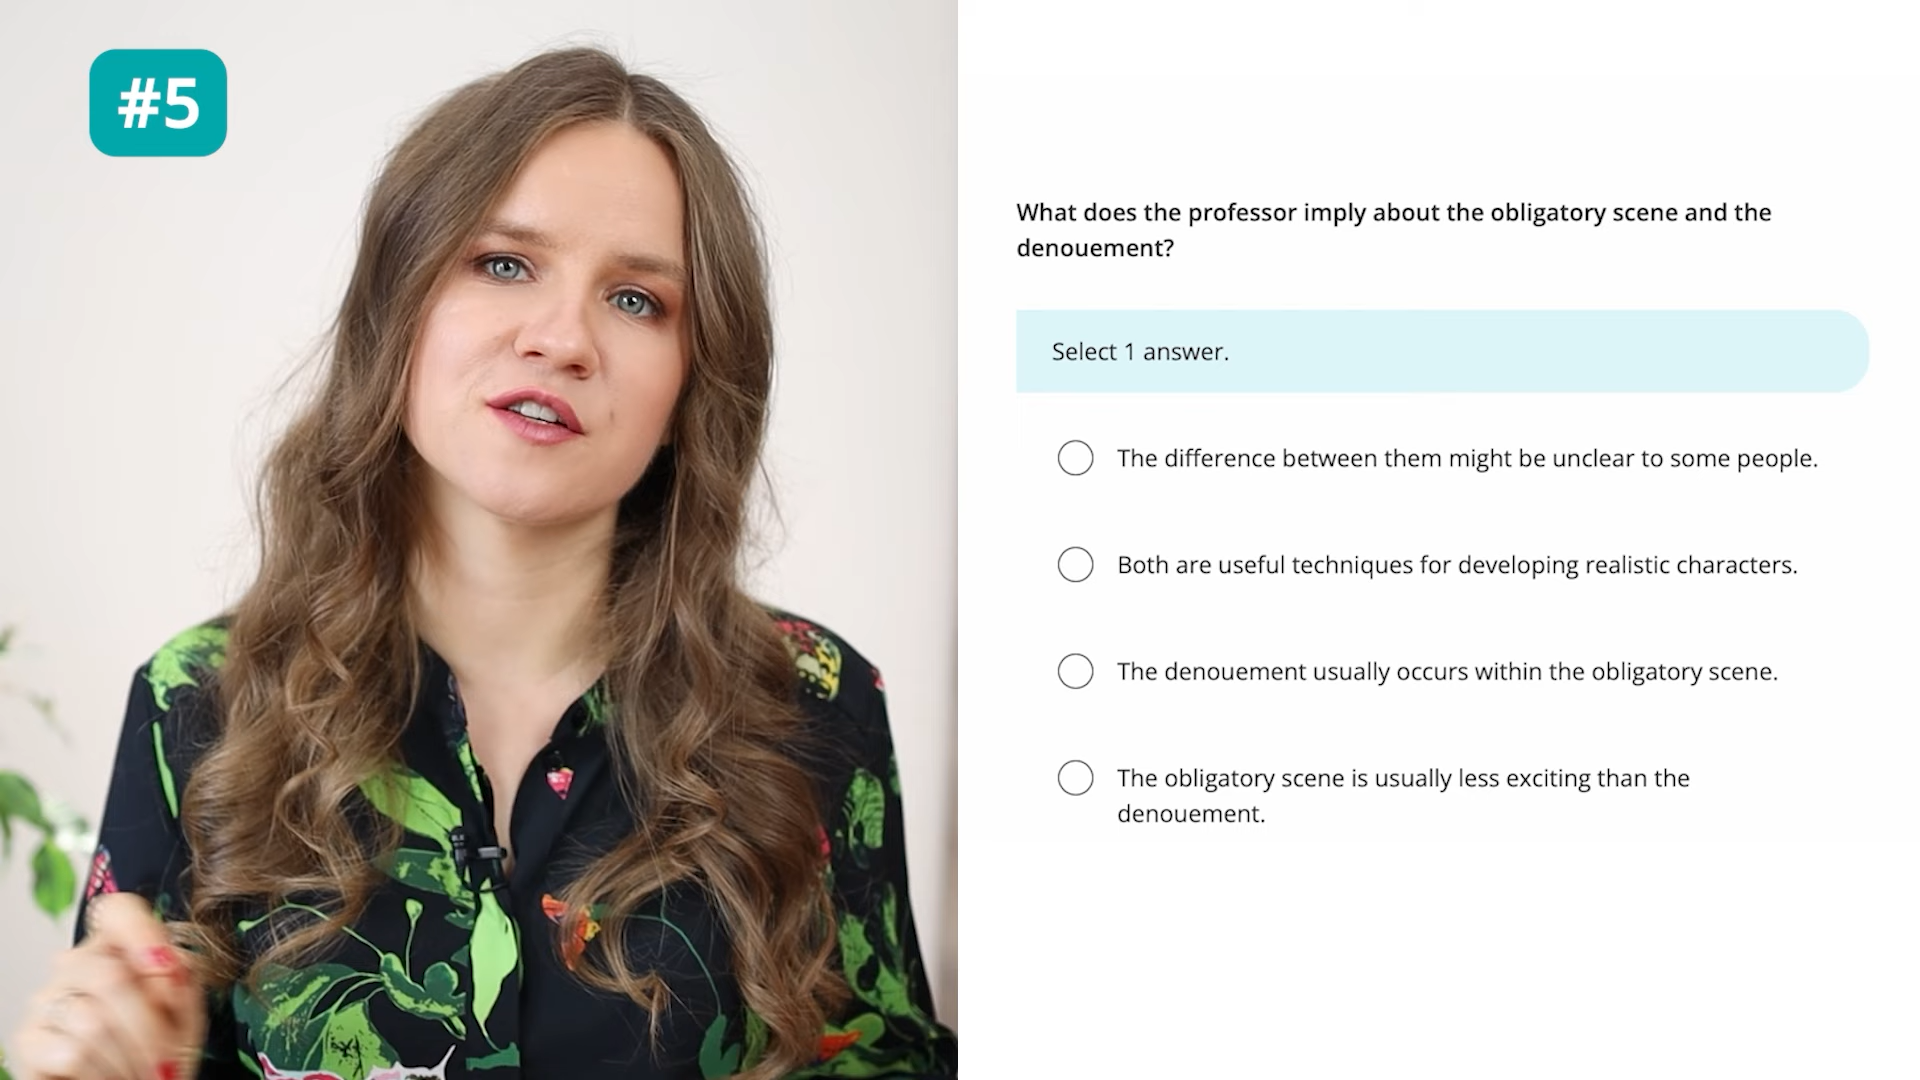 #5
What does the professor imply about the obligatory scene and the
denouement?
Select 1 answer.
The difference between them might be unclear to some people.
Both are useful techniques for developing realistic characters.
The denouement usually occurs within the obligatory scene.
The obligatory scene is usually less exciting than the
denouement.